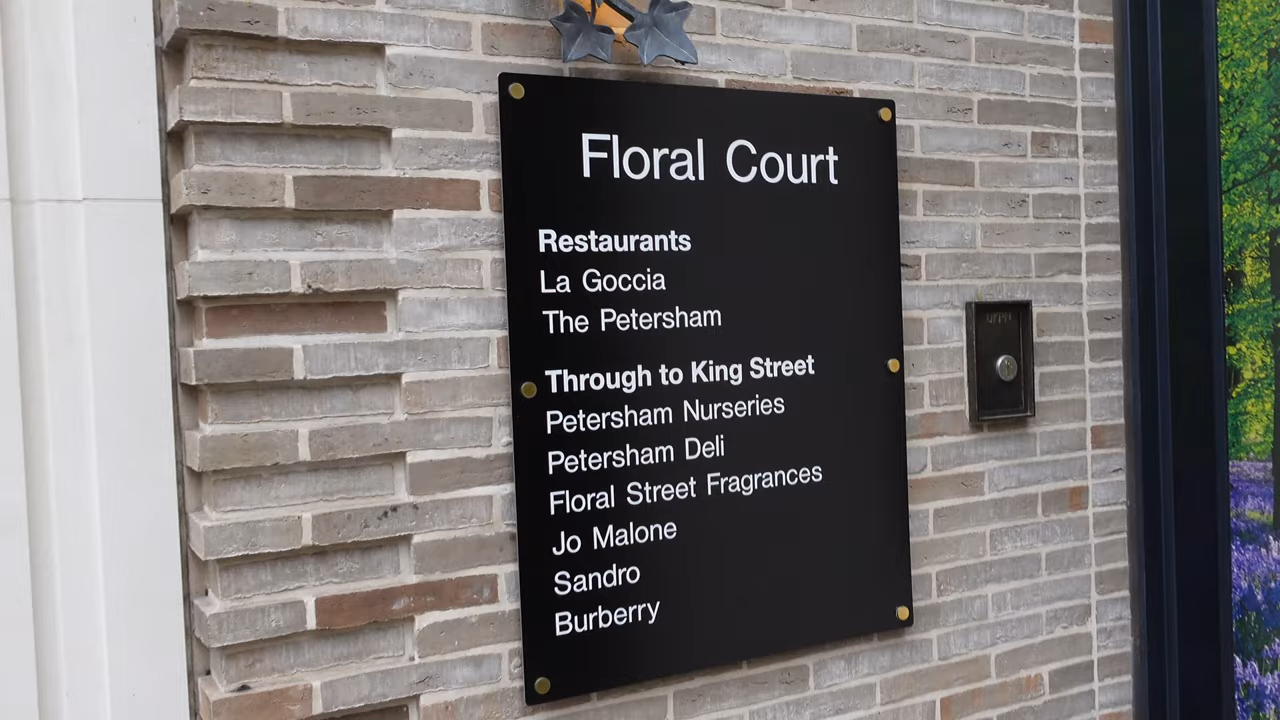 Floral Court
Restaurants
La Goccia
The Petersham
Through to King Street
Petersham Nurseries
Petersham Deli
Floral Street Fragrances
Jo Malone
Sandro
Burberry